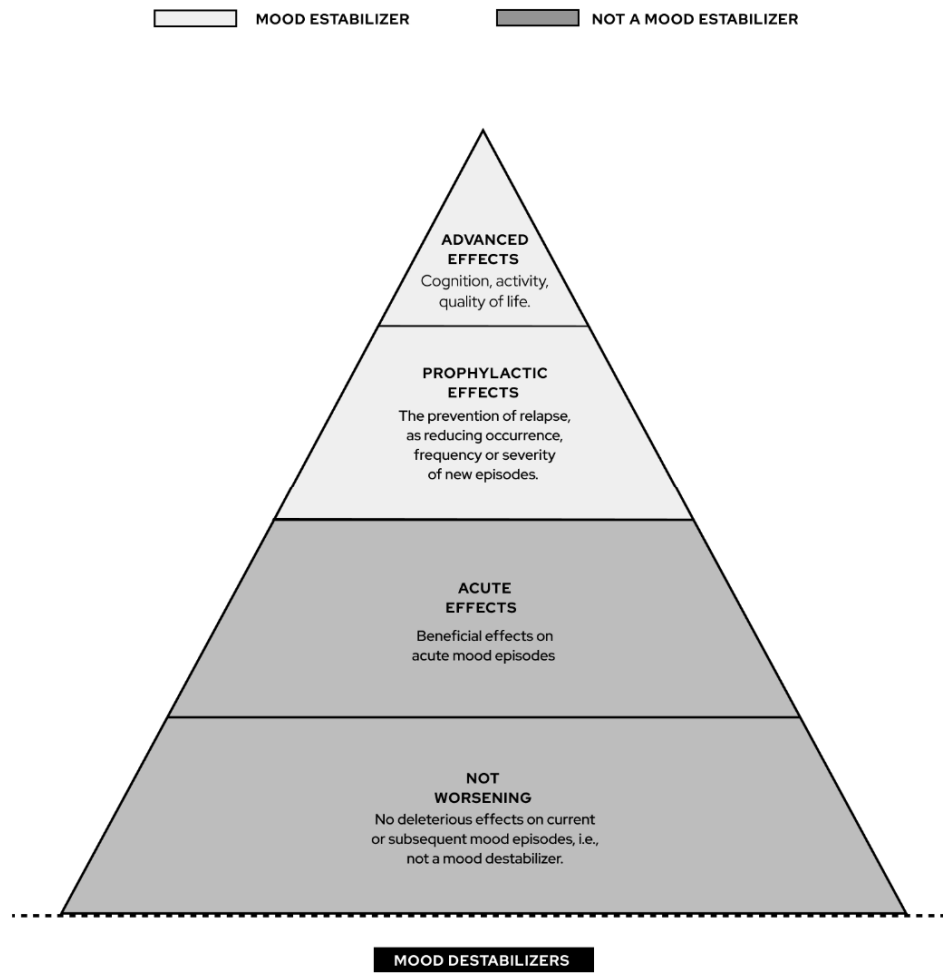 MOOD ESTABILIZER
NOT A MOOD ESTABILIZER
ADVANCED
EFFECTS
Cognition, activity,
quality of life.
PROPHYLACTIC
EFFECTS
The prevention of relapse,
as reducing occurrence,
frequency or severity
of new episodes.
ACUTE
EFFECTS
Beneficial effects on
acute mood episodes
NOT
WORSENING
No deleterious effects on current
or subsequent mood episodes, i.e.,
not a mood destabilizer.
MOOD DESTABILIZERS